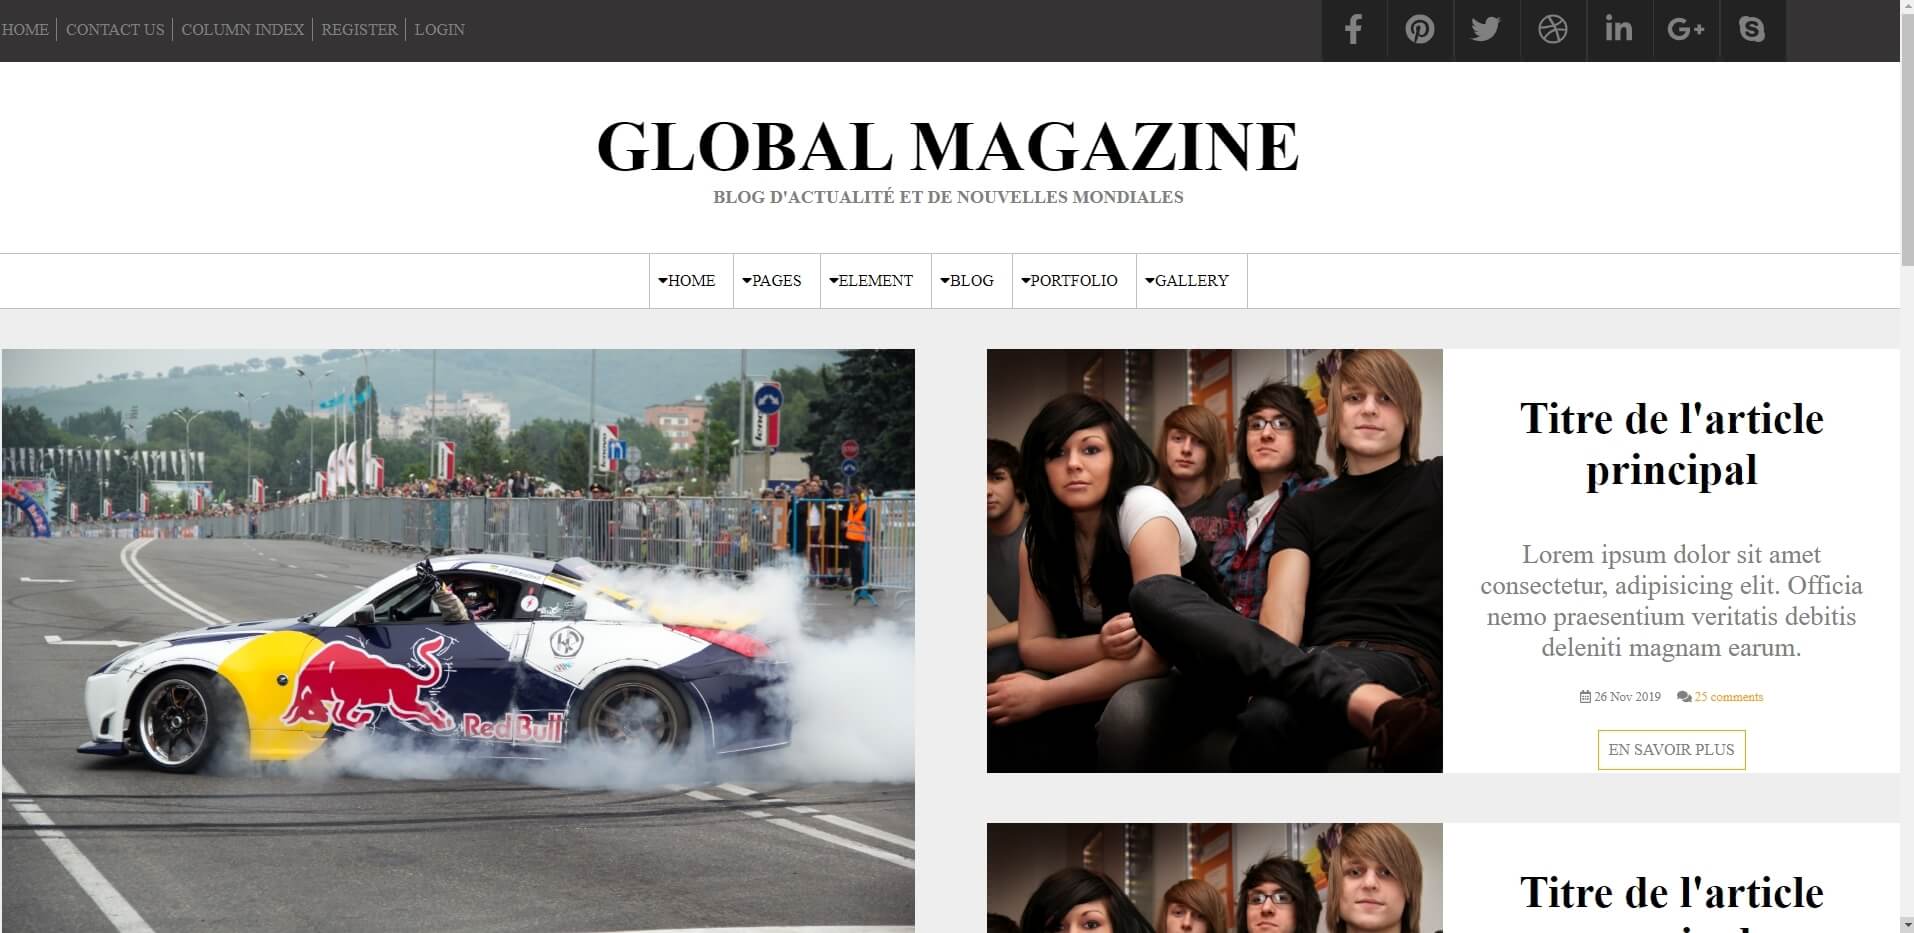 HOME CONTACT US COLUMN INDEX REGISTER LOGIN
GLOBAL MAGAZINE
BLOG D'ACTUALITÉ ET DE NOUVELLES MONDIALES
HOME PAGES ELEMENT BLOG PORTFOLIO GALLERY
Red Bull
Titre de l'article
principal
Lorem ipsum dolor sit amet
consectetur, adipisicing elit. Officia
nemo praesentium veritatis debitis
deleniti magnam earum.
26 Nov 2019 25 comments
EN SAVOIR PLUS
Titre de l'article